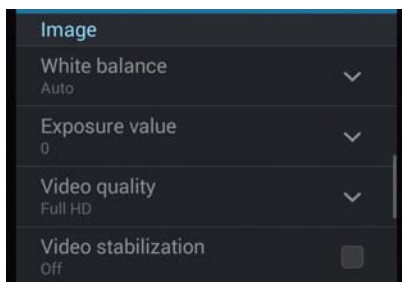 Image
White balance
Auto
Exposure value
0
Video quality
Full HD
Video stabilization
Off